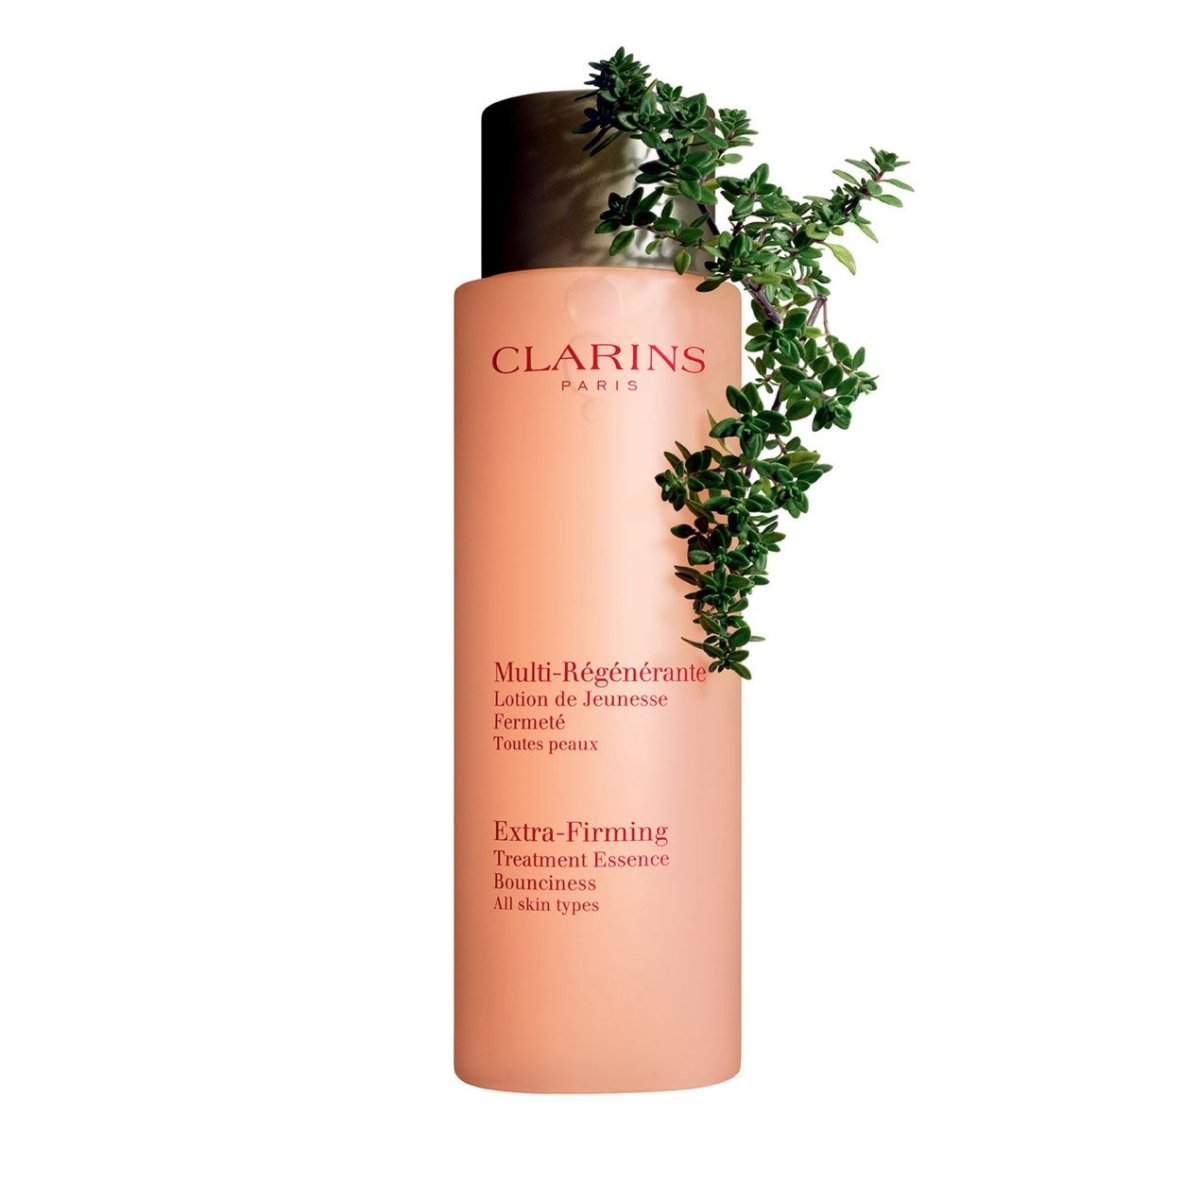 CLARINS
PARIS
Multi-Régénérante
Lotion de Jeunesse
Fermeté
Toutes peaux
Extra-Firming
Treatment Essence
Bounciness
All skin types